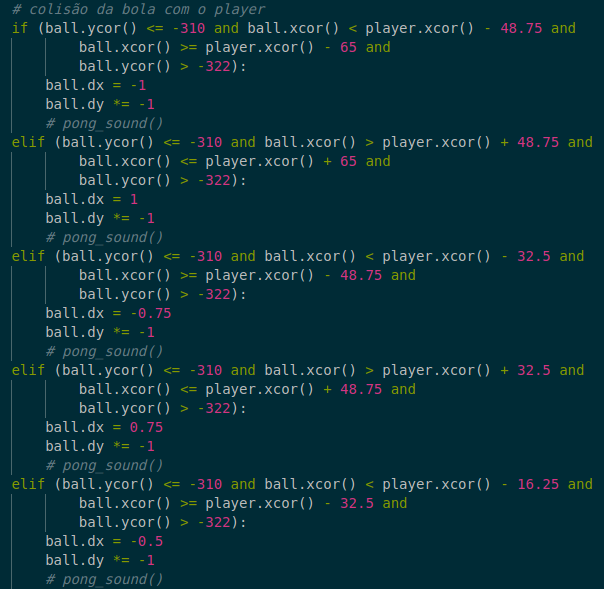 # colisão da bola com o player
if (ball.ycor() <= -310 and ball.xcor() < player.xcor() - 48.75 and
        ball.xcor() >= player.xcor() - 65 and
        ball.ycor() > -322):
    ball.dx = -1
    ball.dy *= -1
    # pong_sound()
elif (ball.ycor() <= -310 and ball.xcor() > player.xcor() + 48.75 and
        ball.xcor() <= player.xcor() + 65 and
        ball.ycor() > -322):
    ball.dx = 1
    ball.dy *= -1
    # pong_sound()
elif (ball.ycor() <= -310 and ball.xcor() < player.xcor() - 32.5 and
        ball.xcor() >= player.xcor() - 48.75 and
        ball.ycor() > -322):
    ball.dx = -0.75
    ball.dy *= -1
    # pong_sound()
elif (ball.ycor() <= -310 and ball.xcor() > player.xcor() + 32.5 and
        ball.xcor() <= player.xcor() + 48.75 and
        ball.ycor() > -322):
    ball.dx = 0.75
    ball.dy *= -1
    # pong_sound()
elif (ball.ycor() <= -310 and ball.xcor() < player.xcor() - 16.25 and
        ball.xcor() >= player.xcor() - 32.5 and
        ball.ycor() > -322):
    ball.dx = -0.5
    ball.dy *= -1
    # pong_sound()